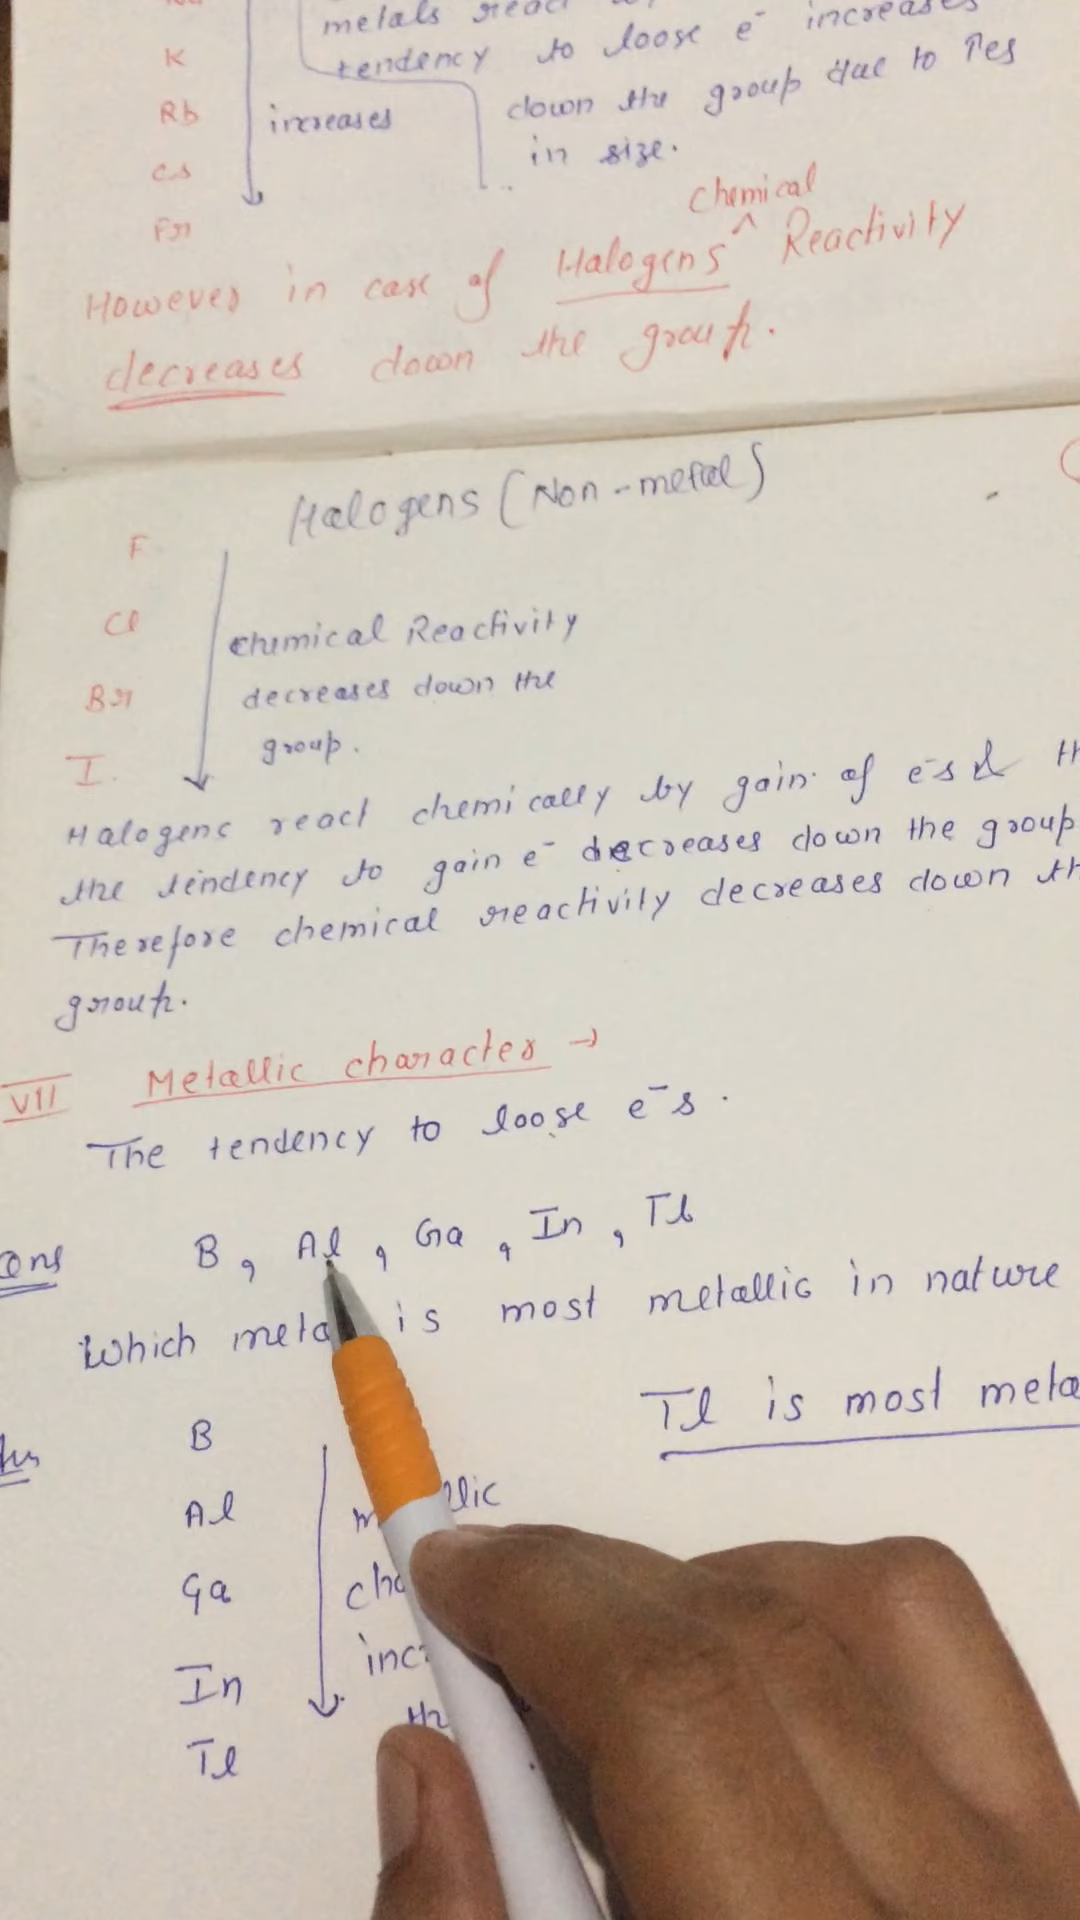 metals react
K
tendency to loose e⁻ increases
Rb
increases
down the group due to ↑es
Cs
in size.
Fr
chemical
However in case of Halogens ^ Reactivity
decreases down the group.
Halogens (Non-metal)
F
Cl
chemical Reactivity
Br
decreases down the
I.
group.
Halogens react chemically by gain of e⁻s &
the tendency to gain e⁻ decreases down the group
Therefore chemical reactivity decreases down
group.
VII Metallic character →
The tendency to loose e⁻s.
B, Al, Ga, In, Tl
Which is most metallic in nature
Tl is most
B
Al
Ga
In
Tl